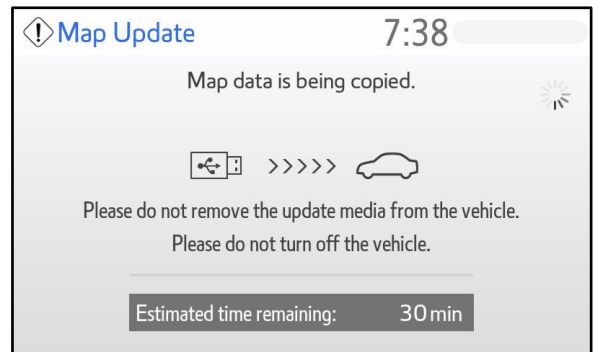 Map Update 7:38
Map data is being copied.
Please do not remove the update media from the vehicle.
Please do not turn off the vehicle.
Estimated time remaining: 30 min